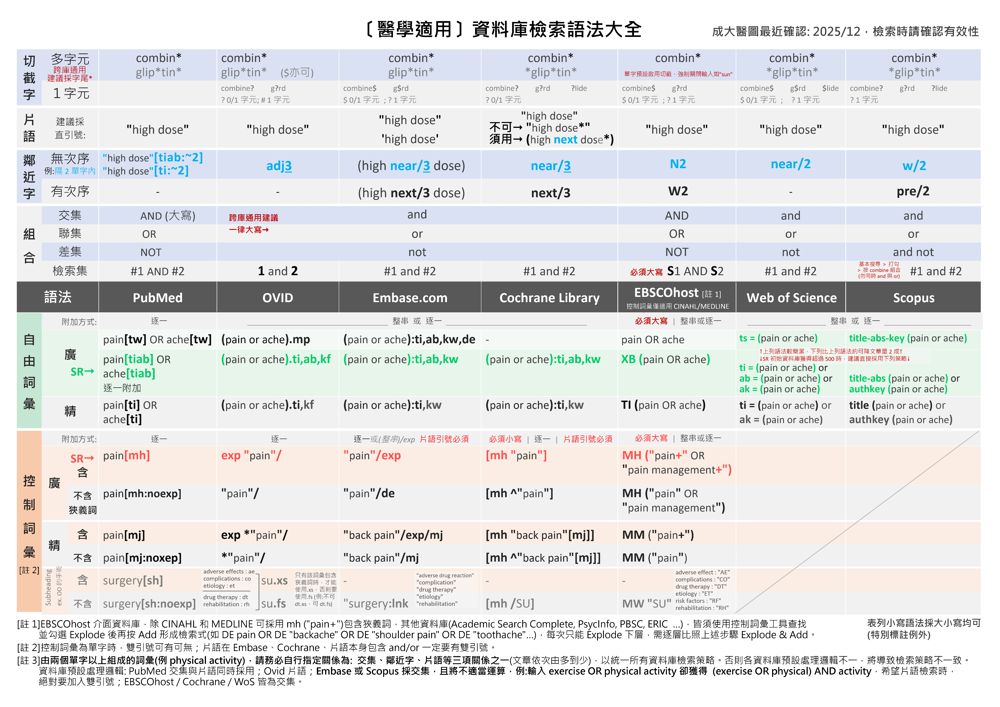 〔醫學適用〕資料庫檢索語法大全
成大醫圖最近確認: 2025/12，檢索時請確認有效性
切截字
多字元
跨庫通用
建議採字尾*
combin*
glip*tin*
combin*
glip*tin* ($亦可)
combin*
glip*tin*
combin*
*glip*tin*
combin*
單字預設啟用切截，強制關閉輸入如"sun"
combin*
*glip*tin*
combin*
*glip*tin*
1 字元
combine? g?rd
? 0/1 字元; # 1 字元
combine$ g$rd
$ 0/1 字元 ; ? 1 字元
combine? g?rd ?lide
? 0/1 字元
combine$ g?rd
$ 0/1 字元 ; ? 1 字元
combine$ g$rd $lide
$ 0/1 字元 ; ? 1 字元
combine? g?rd ?lide
? 1 字元
片語
建議採
直引號:
"high dose"
"high dose"
"high dose"
'high dose'
"high dose"
不可→ "high dose*"
須用→ (high next dose*)
"high dose"
"high dose"
"high dose"
鄰近字
無次序
例:隔 2 單字內
"high dose"[tiab:~2]
"high dose"[ti:~2]
adj3
(high near/3 dose)
near/3
N2
near/2
w/2
有次序
-
-
(high next/3 dose)
next/3
W2
-
pre/2
組合
交集
AND (大寫)
跨庫通用建議
一律大寫→
and
AND
and
and
聯集
OR
or
OR
or
or
差集
NOT
not
NOT
not
and not
檢索集
#1 AND #2
1 and 2
#1 and #2
#1 and #2
必須大寫 S1 AND S2
#1 and #2
基本搜尋 > 打勾
> 按 combine 組合
(勿同時 and 與 or)
#1 and #2
語法
PubMed
OVID
Embase.com
Cochrane Library
EBSCOhost [註 1]
控制詞彙僅適用 CINAHL/MEDLINE
Web of Science
Scopus
自由詞彙
附加方式:
逐一
整串 或 逐一
必須大寫 | 整串或逐一
整串 或 逐一
廣
SR→
pain[tw] OR ache[tw]
(pain or ache).mp
(pain or ache):ti,ab,kw,de
-
pain OR ache
ts = (pain or ache)
title-abs-key (pain or ache)
↑上列語法較簡潔，下列比上列語法約可降文章量 2 成↑
↓SR 初始資料庫獲得超過 500 時，建議直接採用下列策略↓
pain[tiab] OR
ache[tiab]
逐一附加
(pain or ache).ti,ab,kf
(pain or ache):ti,ab,kw
(pain or ache):ti,ab,kw
XB (pain OR ache)
ti = (pain or ache) or
ab = (pain or ache) or
ak = (pain or ache)
title-abs (pain or ache) or
authkey (pain or ache)
精
pain[ti] OR
ache[ti]
(pain or ache).ti,kf
(pain or ache):ti,kw
(pain or ache):ti,kw
TI (pain OR ache)
ti = (pain or ache) or
ak = (pain or ache)
title (pain or ache) or
authkey (pain or ache)
控制詞彙
[註 2]
附加方式:
逐一
逐一
逐一或(整串)/exp 片語引號必須
必須小寫 | 逐一 | 片語引號必須
必須大寫 | 整串或逐一
廣
SR→
含
pain[mh]
exp "pain"/
"pain"/exp
[mh "pain"]
MH ("pain+" OR
"pain management+")
不含
狹義詞
pain[mh:noexp]
"pain"/
"pain"/de
[mh ^"pain"]
MH ("pain" OR
"pain management")
精
含
pain[mj]
exp *"pain"/
"back pain"/exp/mj
[mh "back pain"[mj]]
MM ("pain+")
不含
pain[mj:noxep]
*"pain"/
"back pain"/mj
[mh ^"back pain"[mj]]
MM ("pain")
Subheading
ex. OO 的手術
含
surgery[sh]
adverse effects : ae
complications : co
etiology : et
drug therapy : dt
rehabilitation : rh
su.xs
只有該詞彙包含
狹義詞時，才能
使用.xs，否則要
使用.fs (例:不可
dt.xs，可 dt.fs)
-
"adverse drug reaction"
"complication"
"drug therapy"
"etiology"
"rehabilitation"
-
-
adverse effect : "AE"
complications : "CO"
drug therapy : "DT"
etiology : "ET"
risk factors : "RF"
rehabilitation : "RH"
不含
surgery[sh:noexp]
su.fs
"surgery:lnk
[mh /SU]
MW "SU"
[註 1]EBSCOhost 介面資料庫，除 CINAHL 和 MEDLINE 可採用 mh ("pain+")包含狹義詞，其他資料庫(Academic Search Complete, PsycInfo, PBSC, ERIC ...)，皆須使用控制詞彙工具查找
並勾選 Explode 後再按 Add 形成檢索式(如 DE pain OR DE "backache" OR DE "shoulder pain" OR DE "toothache"...)，每次只能 Explode 下層，需逐層比照上述步驟 Explode & Add。
表列小寫語法採大小寫均可
(特別標註例外)
[註 2]控制詞彙為單字時，雙引號可有可無；片語在 Embase、Cochrane、片語本身包含 and/or 一定要有雙引號。
[註 3]由兩個單字以上組成的詞彙(例 physical activity)，請務必自行指定關係為: 交集、鄰近字、片語等三項關係之一(文章依次由多到少)，以統一所有資料庫檢索策略。否則各資料庫預設處理邏輯不一，將導致檢索策略不一致。
資料庫預設處理邏輯: PubMed 交集與片語同時採用；Ovid 片語；Embase 或 Scopus 採交集，且將不適當運算，例:輸入 exercise OR physical activity 卻獲得 (exercise OR physical) AND activity，希望片語檢索時，
絕對要加入雙引號；EBSCOhost / Cochrane / WoS 皆為交集。